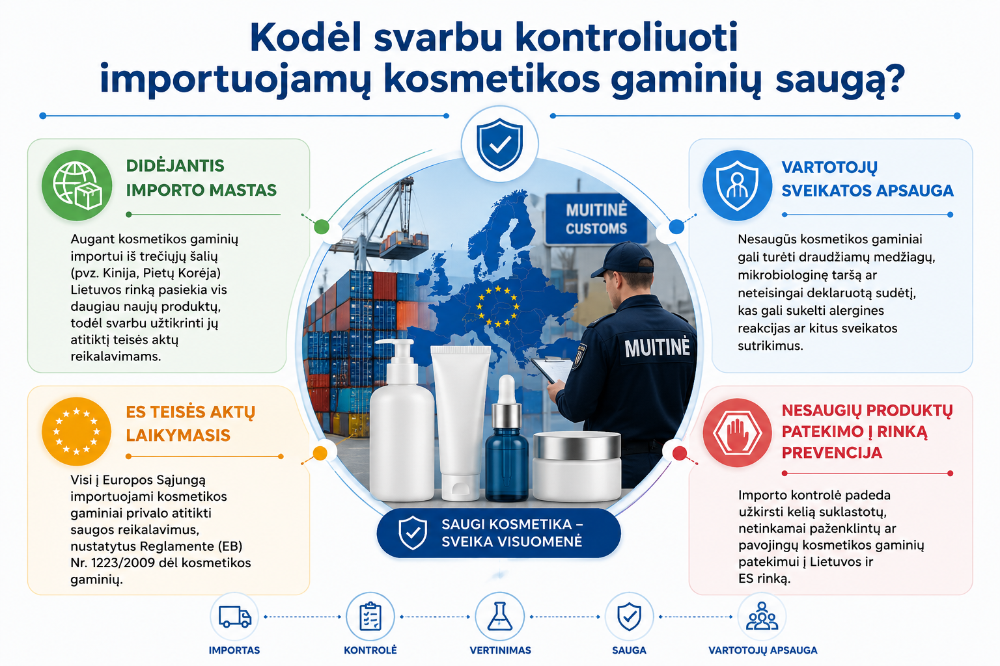 Kodėl svarbu kontroliuoti
importuojamų kosmetikos gaminių saugą?
DIDĖJANTIS
IMPORTO MASTAS
Augant kosmetikos gaminių
importui iš trečiųjų šalių
(pvz. Kinija, Pietų Korėja)
Lietuvos rinką pasiekia vis
daugiau naujų produktų,
todėl svarbu užtikrinti jų
atitiktį teisės aktų
reikalavimams.
ES TEISĖS AKTŲ
LAIKYMASIS
Visi į Europos Sąjungą
importuojami kosmetikos
gaminiai privalo atitikti
saugos reikalavimus,
nustatytus Reglamente (EB)
Nr. 1223/2009 dėl kosmetikos
gaminių.
MUITINĖ
CUSTOMS
MUITINĖ
SAUGI KOSMETIKA –
SVEIKA VISUOMENĖ
VARTOTOJŲ
SVEIKATOS APSAUGA
Nesaugūs kosmetikos gaminiai
gali turėti draudžiamų medžiagų,
mikrobiologinę taršą ar
neteisingai deklaruotą sudėtį,
kas gali sukelti alergines
reakcijas ar kitus sveikatos
sutrikimus.
NESAUGIŲ PRODUKTŲ
PATEKIMO Į RINKĄ
PREVENCIJA
Importo kontrolė padeda
užkirsti kelią suklastotų,
netinkamai paženklintų ar
pavojingų kosmetikos gaminių
patekimui į Lietuvos ir
ES rinką.
IMPORTAS
KONTROLĖ
VERTINIMAS
SAUGA
VARTOTOJŲ APSAUGA